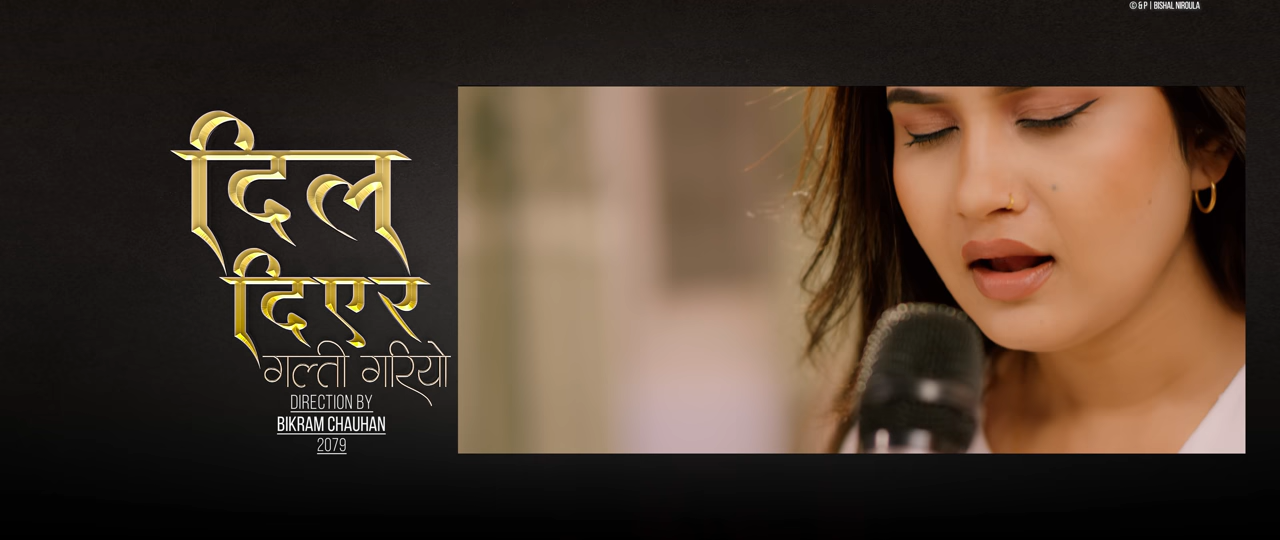 © & P | BISHAL NIROULA
दिल
दिएर
गल्ती गरियो
DIRECTION BY
BIKRAM CHAUHAN
2079